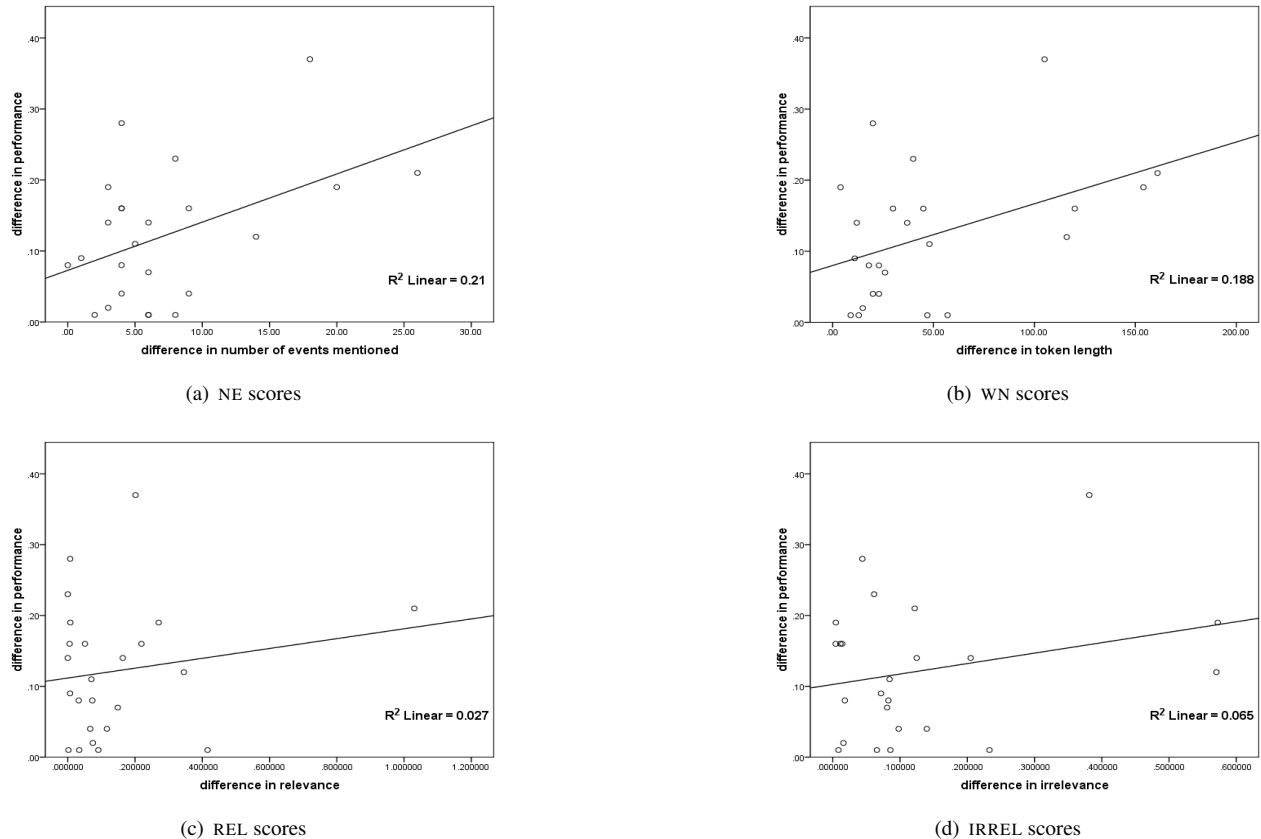 .40
.30
.20
.10
.00
difference in performance
R² Linear = 0.21
.00 5.00 10.00 15.00 20.00 25.00 30.00
difference in number of events mentioned
(a) NE scores
.40
.30
.20
.10
.00
difference in performance
R² Linear = 0.188
.00 50.00 100.00 150.00 200.00
difference in token length
(b) WN scores
.40
.30
.20
.10
.00
difference in performance
R² Linear = 0.027
.000000 .200000 .400000 .600000 .800000 1.000000 1.200000
difference in relevance
(c) REL scores
.40
.30
.20
.10
.00
difference in performance
R² Linear = 0.065
.000000 .100000 .200000 .300000 .400000 .500000 .600000
difference in irrelevance
(d) IRREL scores